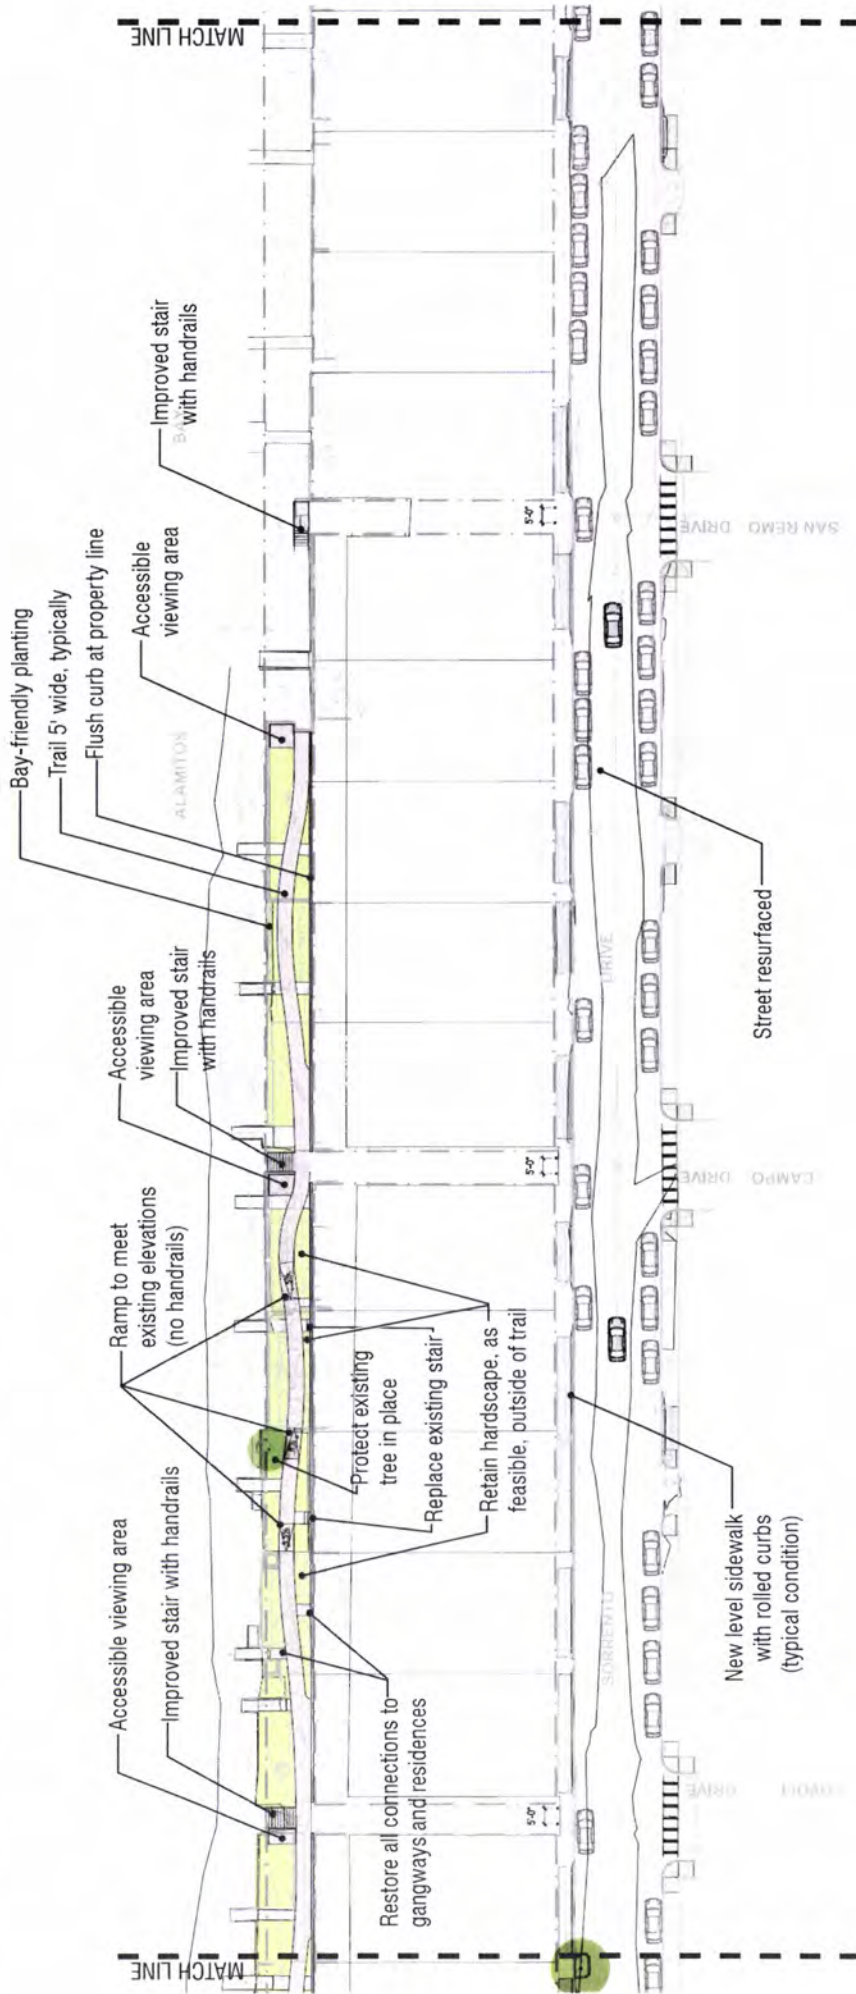 MATCH LINE
MATCH LINE
Accessible viewing area
Improved stair with handrails
Ramp to meet
existing elevations
(no handrails)
Accessible
viewing area
Improved stair
with handrails
Bay-friendly planting
Trail 5' wide, typically
Flush curb at property line
Accessible
viewing area
Improved stair
with handrails
ALAMITOS
BAY
Restore all connections to
gangways and residences
Protect existing
tree in place
Replace existing stair
Retain hardscape, as
feasible, outside of trail
5'-0"
5'-0"
5'-0"
SORRENTO
DRIVE
New level sidewalk
with rolled curbs
(typical condition)
Street resurfaced
DRIVE
CAMPO DRIVE
SAN REMO DRIVE